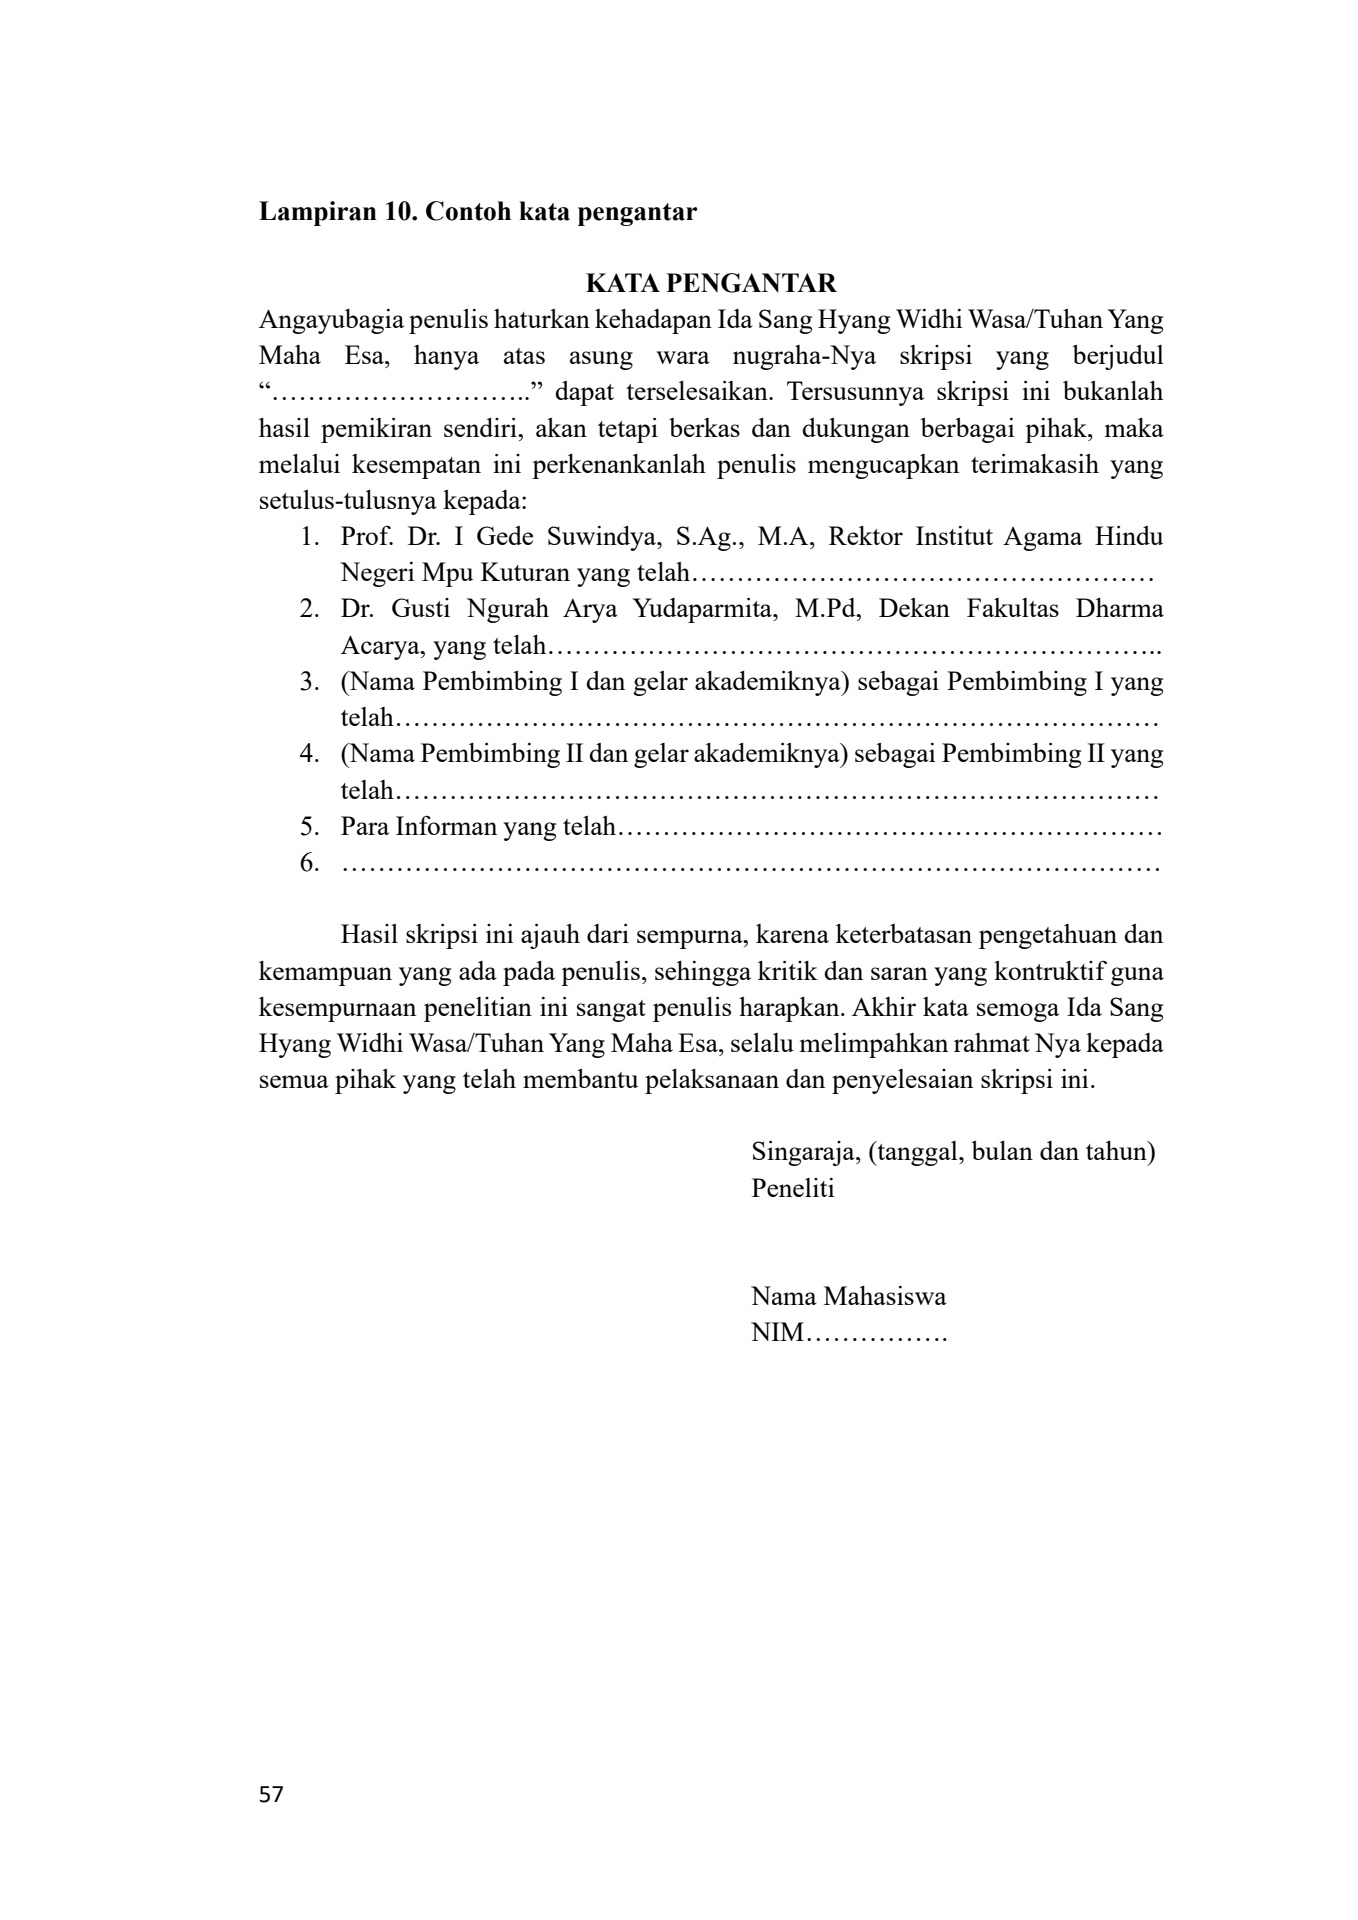 Lampiran 10. Contoh kata pengantar
KATA PENGANTAR
Angayubagia penulis haturkan kehadapan Ida Sang Hyang Widhi Wasa/Tuhan Yang
Maha Esa, hanya atas asung wara nugraha-Nya skripsi yang berjudul
“………………………..” dapat terselesaikan. Tersusunnya skripsi ini bukanlah
hasil pemikiran sendiri, akan tetapi berkas dan dukungan berbagai pihak, maka
melalui kesempatan ini perkenankanlah penulis mengucapkan terimakasih yang
setulus-tulusnya kepada:
1. Prof. Dr. I Gede Suwindya, S.Ag., M.A, Rektor Institut Agama Hindu
Negeri Mpu Kuturan yang telah……………………………………………
2. Dr. Gusti Ngurah Arya Yudaparmita, M.Pd, Dekan Fakultas Dharma
Acarya, yang telah…………………………………………………………..
3. (Nama Pembimbing I dan gelar akademiknya) sebagai Pembimbing I yang
telah…………………………………………………………………………
4. (Nama Pembimbing II dan gelar akademiknya) sebagai Pembimbing II yang
telah…………………………………………………………………………
5. Para Informan yang telah……………………………………………………
6. ………………………………………………………………………………
Hasil skripsi ini ajauh dari sempurna, karena keterbatasan pengetahuan dan
kemampuan yang ada pada penulis, sehingga kritik dan saran yang kontruktif guna
kesempurnaan penelitian ini sangat penulis harapkan. Akhir kata semoga Ida Sang
Hyang Widhi Wasa/Tuhan Yang Maha Esa, selalu melimpahkan rahmat Nya kepada
semua pihak yang telah membantu pelaksanaan dan penyelesaian skripsi ini.
Singaraja, (tanggal, bulan dan tahun)
Peneliti
Nama Mahasiswa
NIM…………….
57